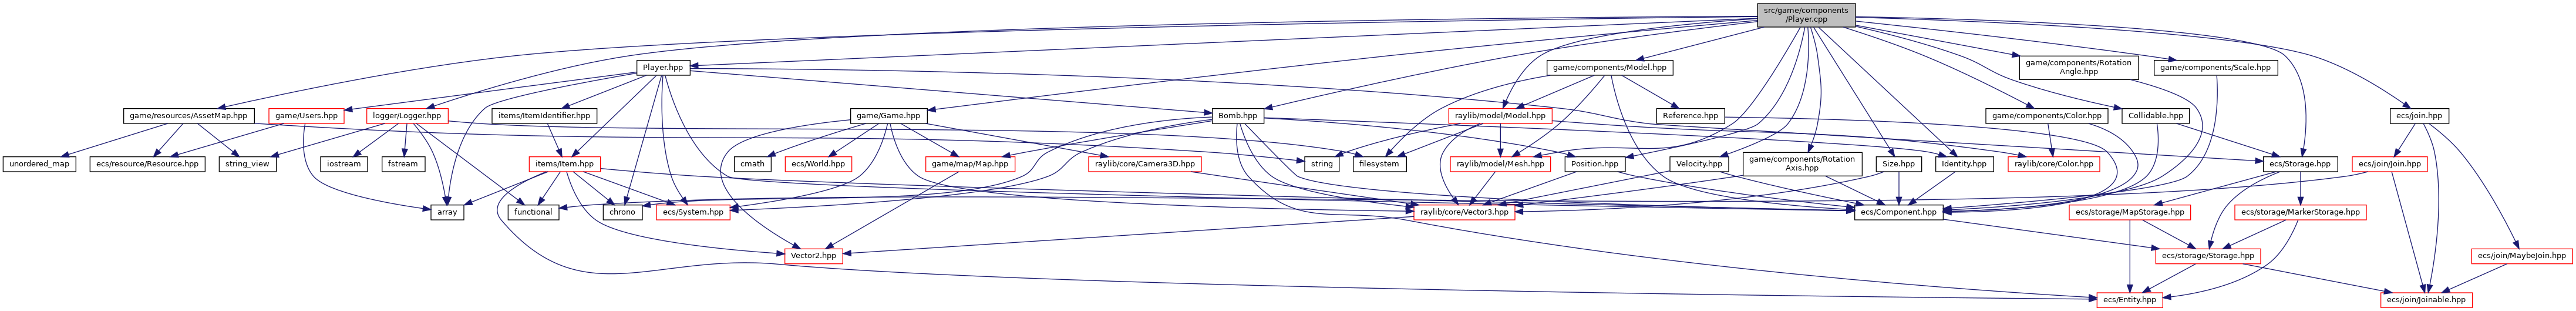 src/game/components
/Player.cpp
Player.hpp
game/components/Model.hpp
game/components/Rotation
Angle.hpp
game/components/Scale.hpp
game/resources/AssetMap.hpp
game/Users.hpp
logger/Logger.hpp
items/ItemIdentifier.hpp
game/Game.hpp
Bomb.hpp
raylib/model/Model.hpp
Reference.hpp
game/components/Color.hpp
Collidable.hpp
ecs/join.hpp
unordered_map
ecs/resource/Resource.hpp
string_view
iostream
fstream
items/Item.hpp
cmath
ecs/World.hpp
game/map/Map.hpp
raylib/core/Camera3D.hpp
string
filesystem
raylib/model/Mesh.hpp
Position.hpp
Velocity.hpp
game/components/Rotation
Axis.hpp
Size.hpp
Identity.hpp
raylib/core/Color.hpp
ecs/Storage.hpp
ecs/join/Join.hpp
array
functional
chrono
ecs/System.hpp
raylib/core/Vector3.hpp
ecs/Component.hpp
ecs/storage/MapStorage.hpp
ecs/storage/MarkerStorage.hpp
Vector2.hpp
ecs/storage/Storage.hpp
ecs/join/MaybeJoin.hpp
ecs/Entity.hpp
ecs/join/Joinable.hpp